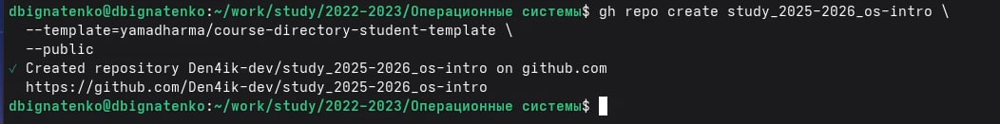 dbignatenko@dbignatenko:~/work/study/2022-2023/Операционные системы$ gh repo create study_2025-2026_os-intro \
--template=yamadharma/course-directory-student-template \
--public
✓ Created repository Den4ik-dev/study_2025-2026_os-intro on github.com
https://github.com/Den4ik-dev/study_2025-2026_os-intro
dbignatenko@dbignatenko:~/work/study/2022-2023/Операционные системы$